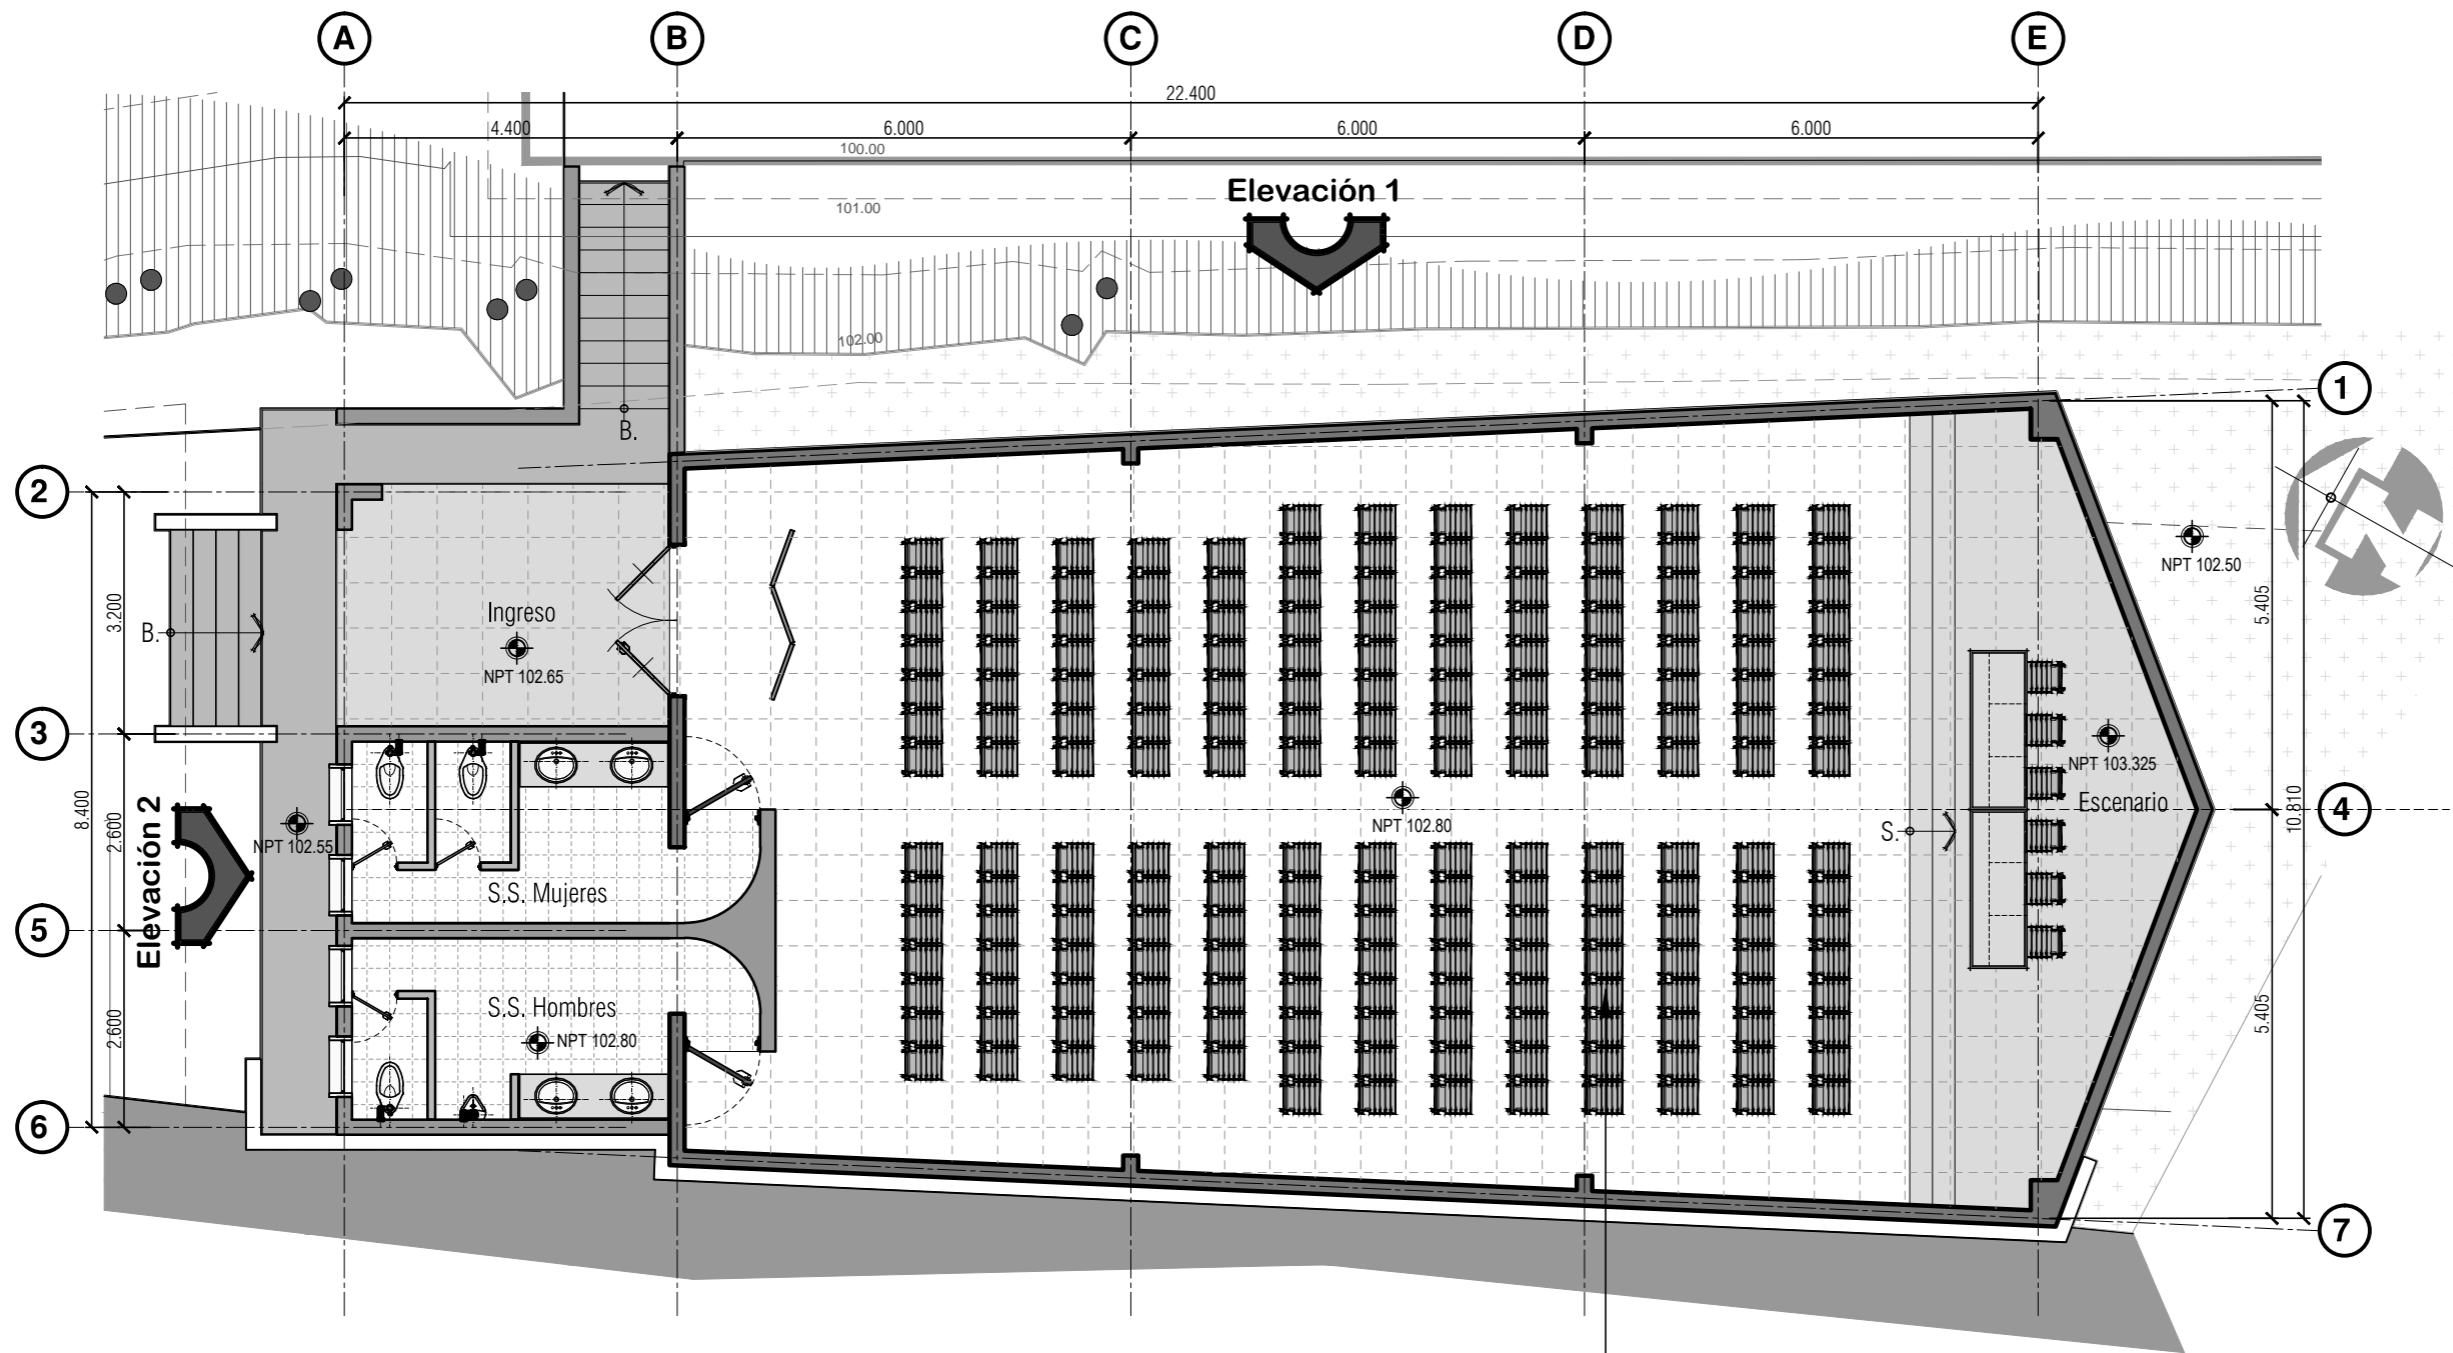 A B C D E
22.400
4.400 6.000 6.000 6.000
100.00
Elevación 1
101.00
102.00
B.
1
2
NPT 102.50
5.405
3.200
Ingreso
B.
NPT 102.65
3
NPT 103.325
Escenario
8.400
2.600
Elevación 2
NPT 102.55
NPT 102.80
S.
10.810
4
S.S. Mujeres
5
S.S. Hombres
NPT 102.80
2.600
5.405
6
7